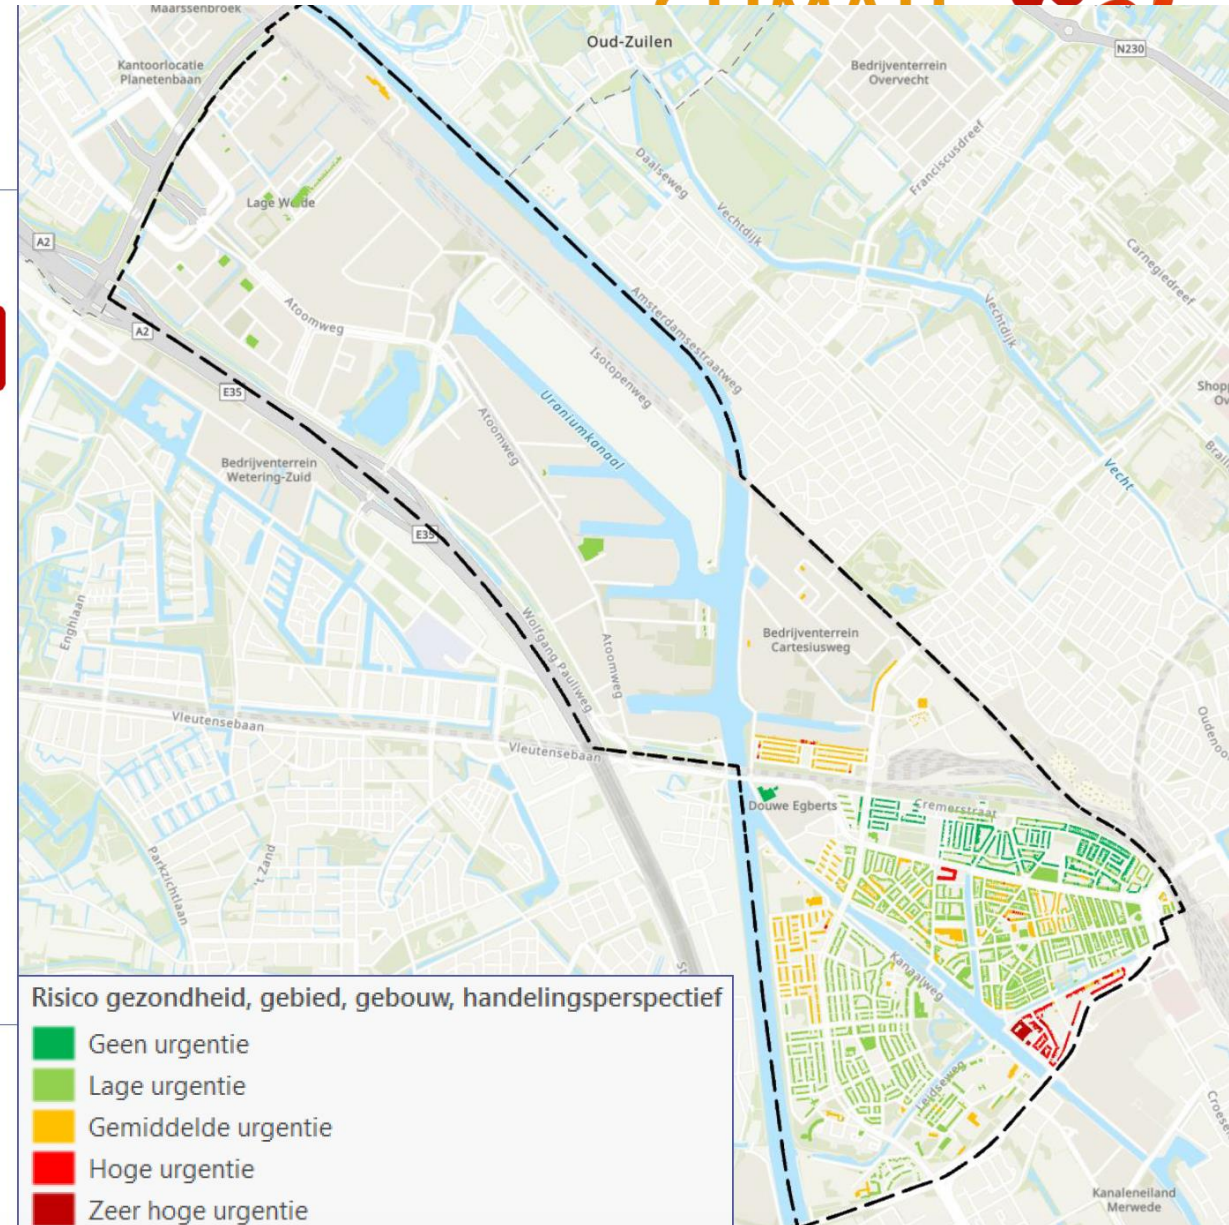 Maarssenbroek
Oud-Zuilen
N230
Kantoorlocatie
Planetenbaan
Bedrijventerrein
Overvecht
Franciscusdreef
Daalseweg
Lage Weide
Vechtdijk
A2
Carnegiedreef
Atoomweg
Amsterdamsestraatweg
Vechtdijk
A2
Isotopenweg
E35
Uraniumkanaal
Atoomweg
Vecht
Bedrijventerrein
Wetering-Zuid
E35
Enghlaan
Wolfgang Pauliweg
Atoomweg
Bedrijventerrein
Cartesiusweg
Vleutensebaan
Vleutensebaan
Douwe Egberts
Cremerstraat
Parkzichtlaan
't Zand
Kanaalweg
Leidseweg
Kanaleneiland
Merwede
Risico gezondheid, gebied, gebouw, handelingsperspectief
Geen urgentie
Lage urgentie
Gemiddelde urgentie
Hoge urgentie
Zeer hoge urgentie